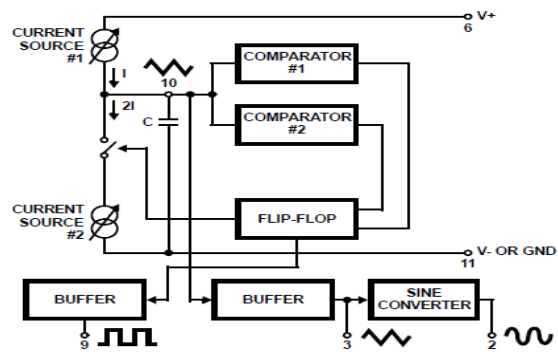 V+
6
CURRENT
SOURCE
#1
I
10
2I
C
COMPARATOR
#1
COMPARATOR
#2
FLIP-FLOP
CURRENT
SOURCE
#2
V- OR GND
11
BUFFER
BUFFER
SINE
CONVERTER
9
3
2